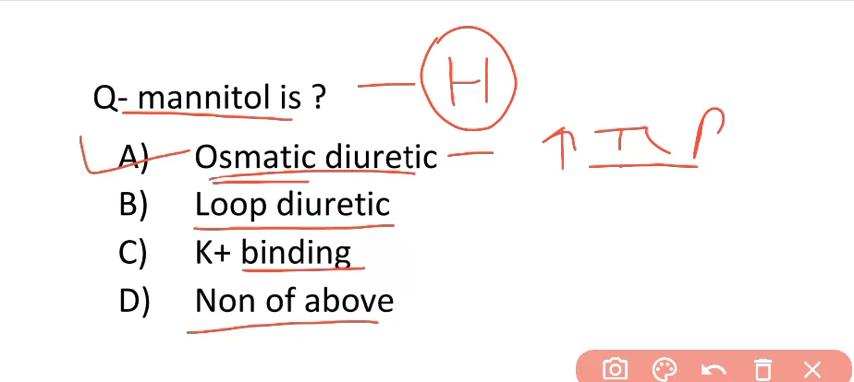 Q- mannitol is ? H
A) Osmatic diuretic ↑ π P
B) Loop diuretic
C) K+ binding
D) Non of above